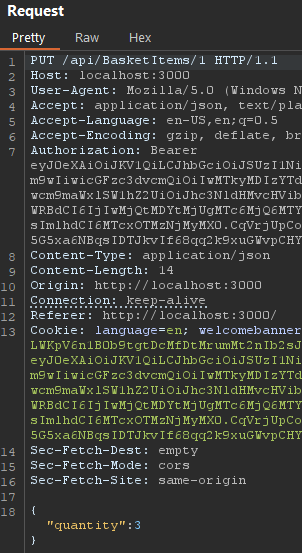 Request
Pretty Raw Hex
1 PUT /api/BasketItems/1 HTTP/1.1
2 Host: localhost:3000
3 User-Agent: Mozilla/5.0 (Windows N
4 Accept: application/json, text/pla
5 Accept-Language: en-US,en;q=0.5
6 Accept-Encoding: gzip, deflate, br
7 Authorization: Bearer
eyJ0eXAiOiJKV1QiLCJhbGciOiJSUzI1Ni
m9wIiwicGFzc3dvcmQiOiIwMTkyMDIzYTd
wcm9maWxlSW1hZ2UiOiJhc3NldHMvcHVib
WRBdCI6IjIwMjQtMDYtMjUgMTc6MjQ6MTY
sImlhdCI6MTcxOTMzNjMyMX0.CqVrjUpCo
5G5xa6NBqsIDTJkvIf68qq2k9xuGWvpCHY
8 Content-Type: application/json
9 Content-Length: 14
10 Origin: http://localhost:3000
11 Connection: keep-alive
12 Referer: http://localhost:3000/
13 Cookie: language=en; welcomebanner
LWKpV6n1B0b9tgtDcMfDtMrumMt2nIb2sJ
eyJ0eXAiOiJKV1QiLCJhbGciOiJSUzI1Ni
m9wIiwicGFzc3dvcmQiOiIwMTkyMDIzYTd
wcm9maWxlSW1hZ2UiOiJhc3NldHMvcHVib
WRBdCI6IjIwMjQtMDYtMjUgMTc6MjQ6MTY
sImlhdCI6MTcxOTMzNjMyMX0.CqVrjUpCo
5G5xa6NBqsIDTJkvIf68qq2k9xuGWvpCHY
14 Sec-Fetch-Dest: empty
15 Sec-Fetch-Mode: cors
16 Sec-Fetch-Site: same-origin
17
18 {
"quantity":3
}